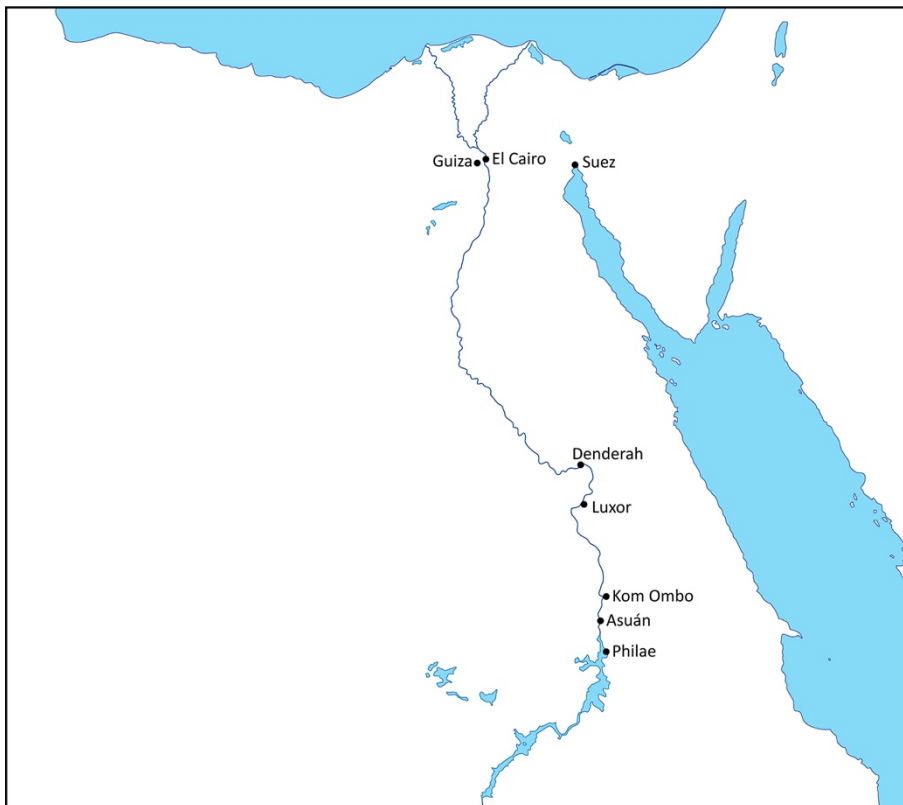 Guiza
El Cairo
Suez
Denderah
Luxor
Kom Ombo
Asuán
Philae